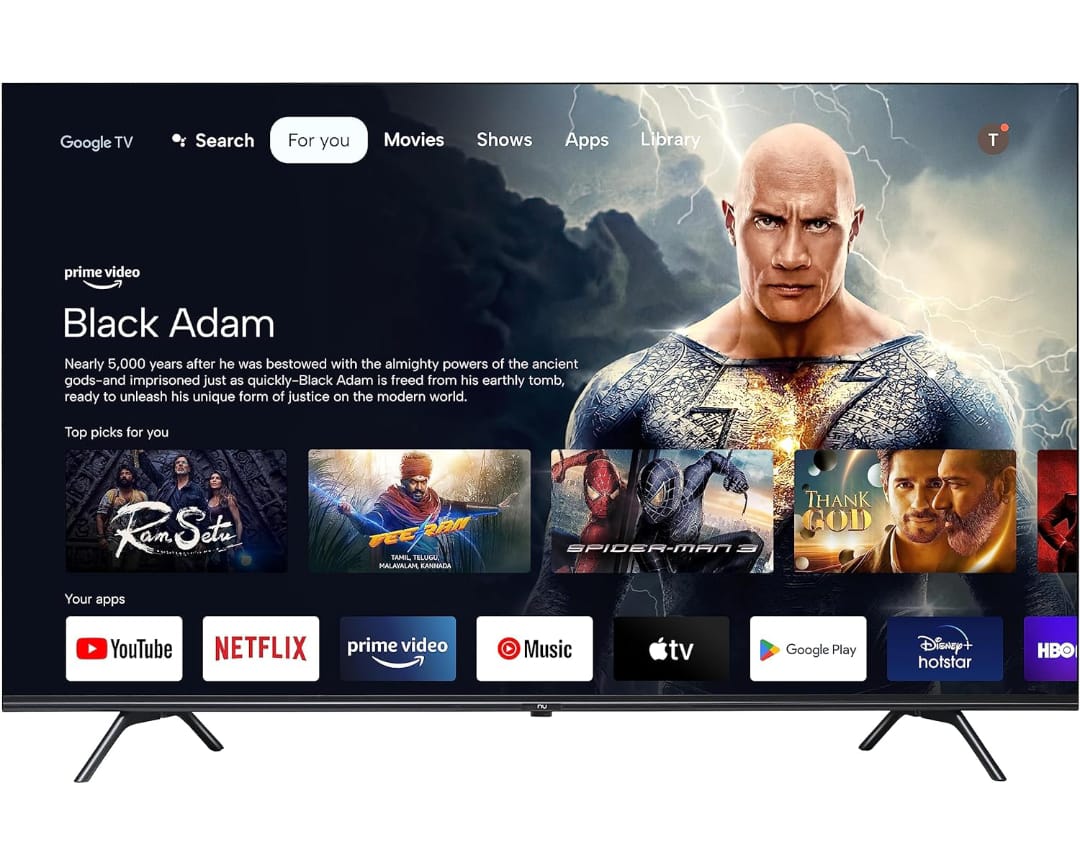 Google TV
Search
For you
Movies
Shows
Apps
Library
T
prime video
Black Adam
Nearly 5,000 years after he was bestowed with the almighty powers of the ancient
gods–and imprisoned just as quickly–Black Adam is freed from his earthly tomb,
ready to unleash his unique form of justice on the modern world.
Top picks for you
Ram Setu
TEE RAN
TAMIL, TELUGU,
MALAYALAM, KANNADA
SPIDER-MAN 3
THANK
GOD
Your apps
YouTube
NETFLIX
prime video
Music
tv
Google Play
Disney+
hotstar
HBO
nu